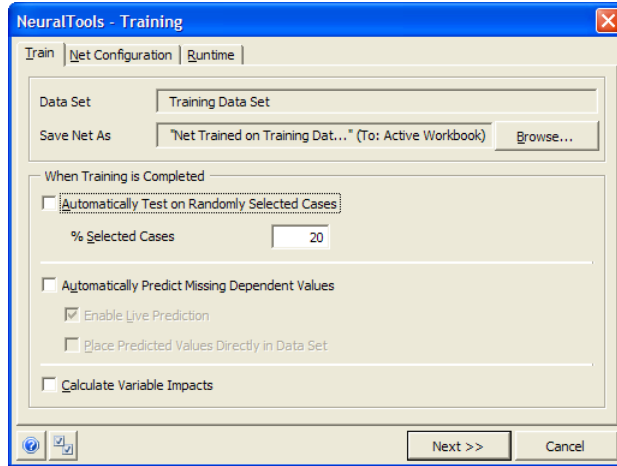 NeuralTools - Training
Train Net Configuration Runtime
Data Set Training Data Set
Save Net As "Net Trained on Training Dat..." (To: Active Workbook) Browse...
When Training is Completed
Automatically Test on Randomly Selected Cases
% Selected Cases 20
Automatically Predict Missing Dependent Values
Enable Live Prediction
Place Predicted Values Directly in Data Set
Calculate Variable Impacts
Next >> Cancel